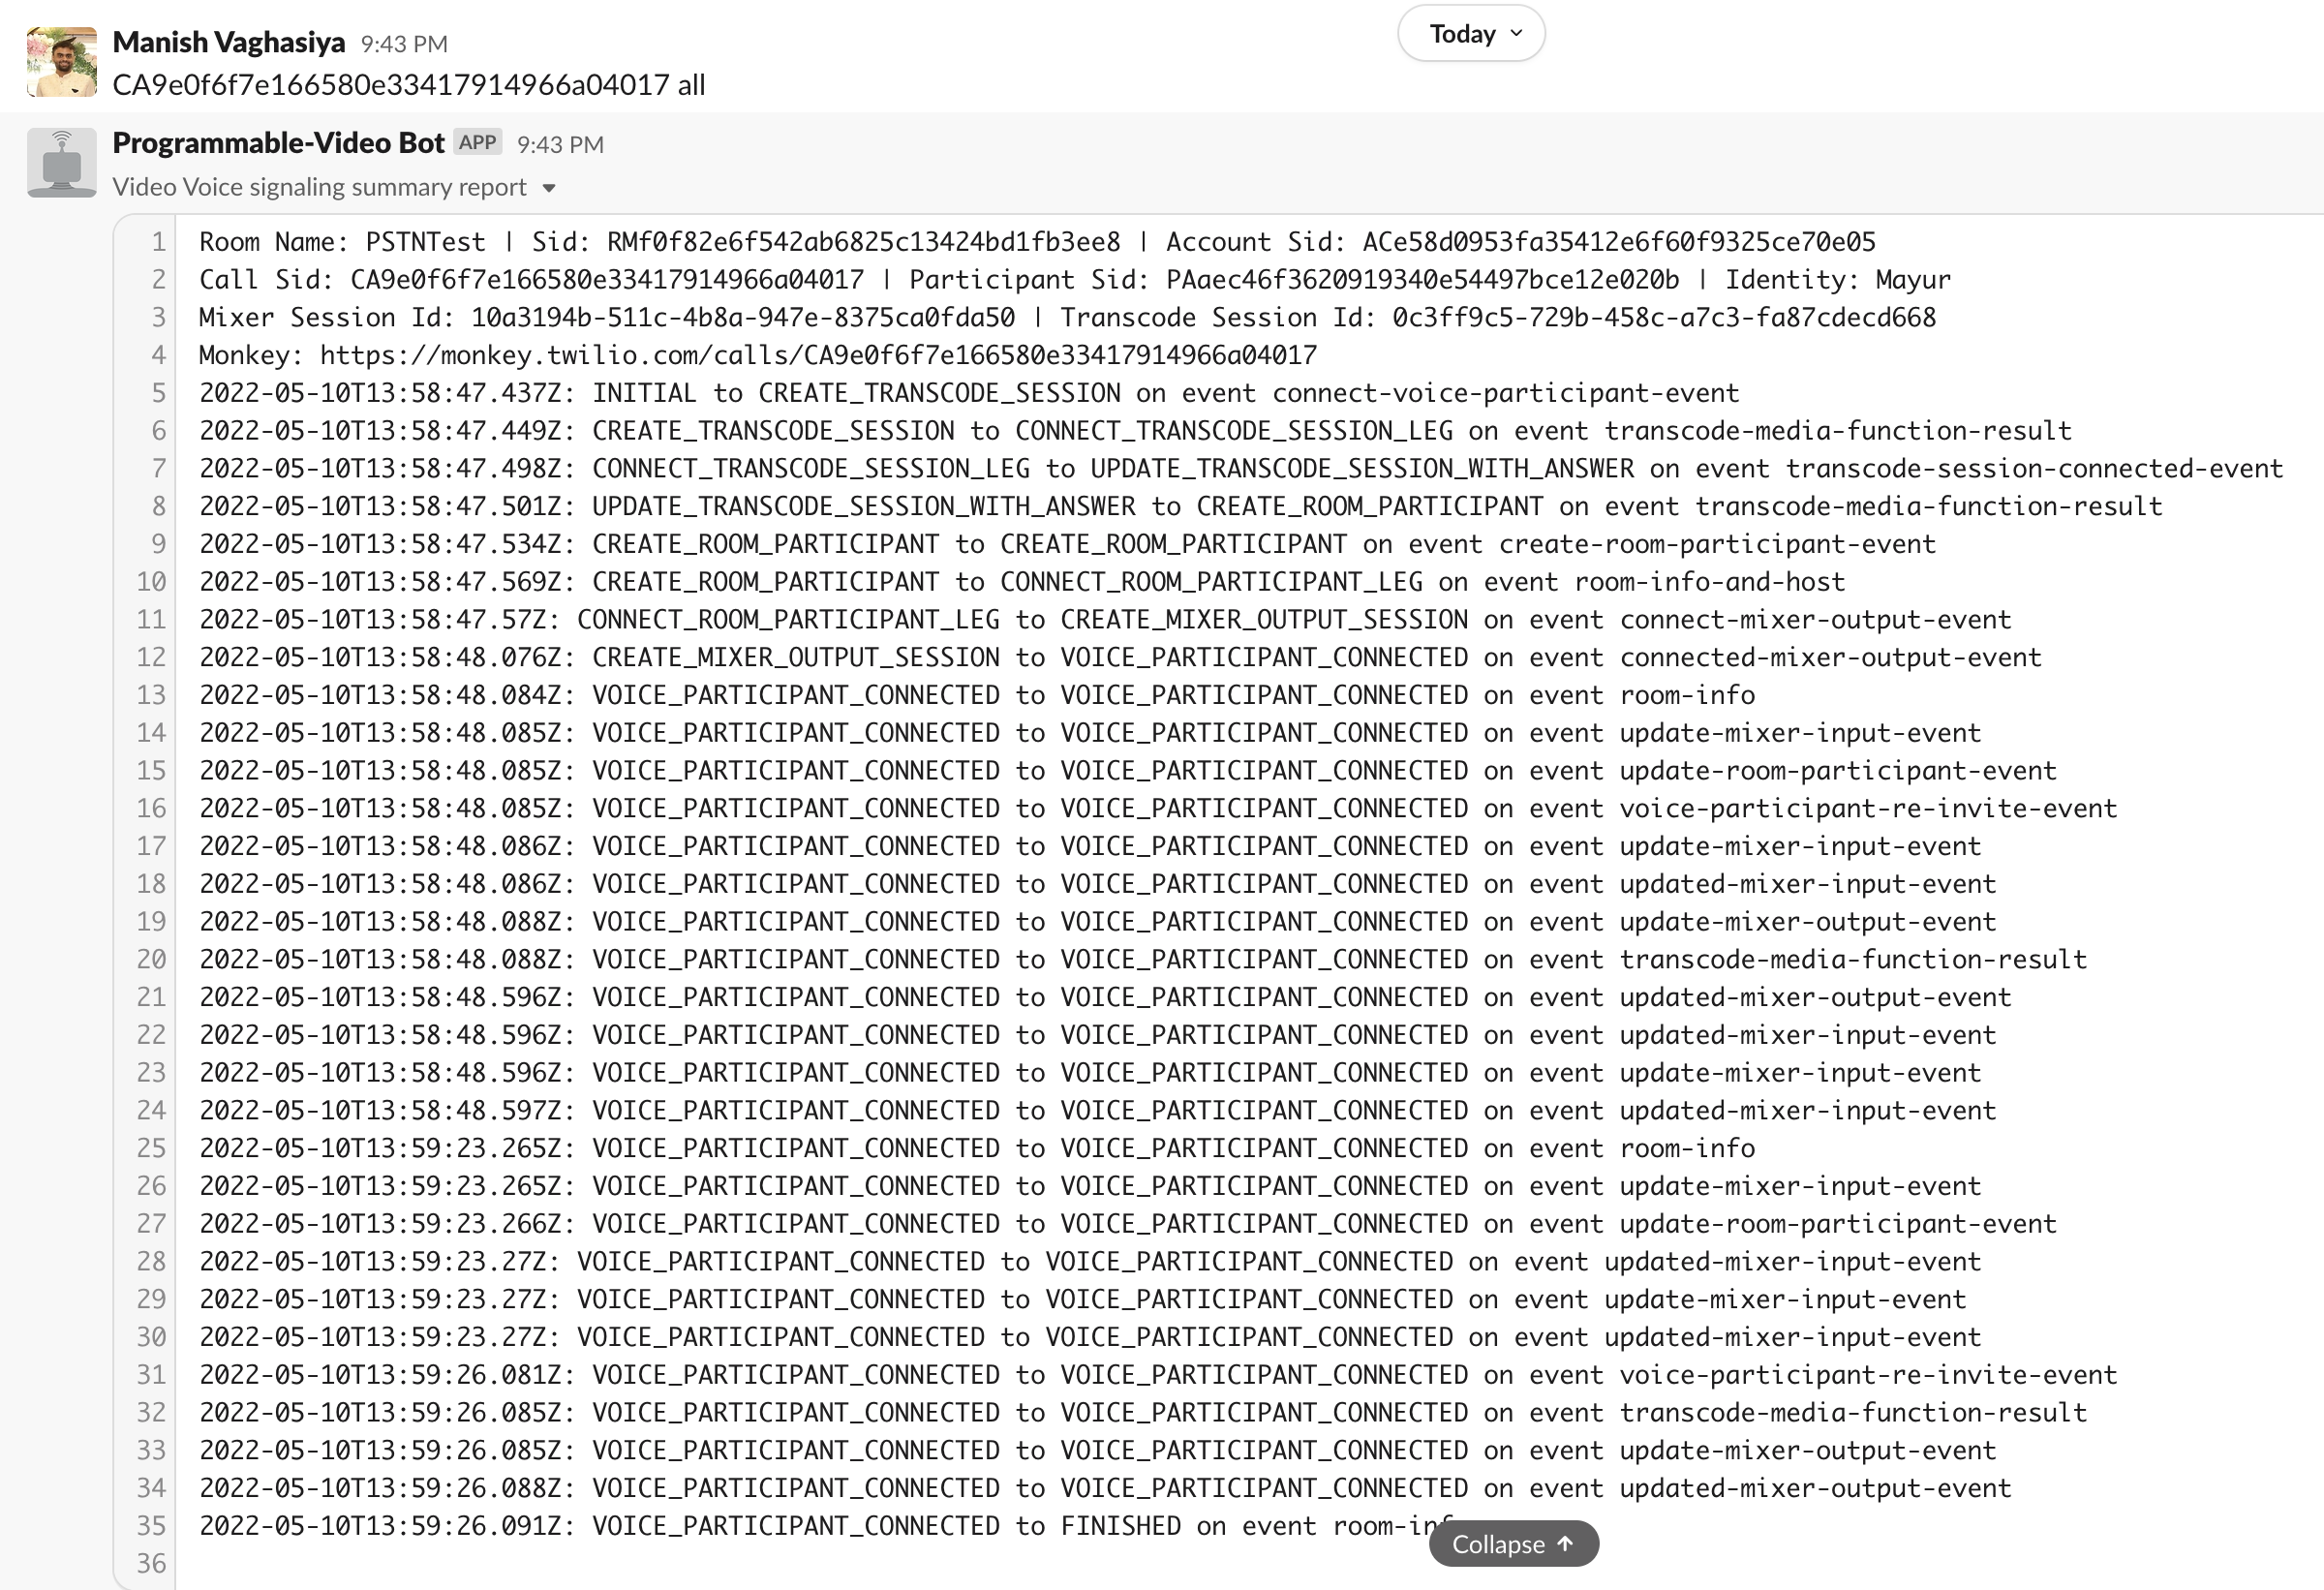 Today
Manish Vaghasiya 9:43 PM
CA9e0f6f7e166580e33417914966a04017 all
Programmable-Video Bot APP 9:43 PM
Video Voice signaling summary report
1 Room Name: PSTNTest | Sid: RMf0f82e6f542ab6825c13424bd1fb3ee8 | Account Sid: ACe58d0953fa35412e6f60f9325ce70e05
2 Call Sid: CA9e0f6f7e166580e33417914966a04017 | Participant Sid: PAaec46f3620919340e54497bce12e020b | Identity: Mayur
3 Mixer Session Id: 10a3194b-511c-4b8a-947e-8375ca0fda50 | Transcode Session Id: 0c3ff9c5-729b-458c-a7c3-fa87cdecd668
4 Monkey: https://monkey.twilio.com/calls/CA9e0f6f7e166580e33417914966a04017
5 2022-05-10T13:58:47.437Z: INITIAL to CREATE_TRANSCODE_SESSION on event connect-voice-participant-event
6 2022-05-10T13:58:47.449Z: CREATE_TRANSCODE_SESSION to CONNECT_TRANSCODE_SESSION_LEG on event transcode-media-function-result
7 2022-05-10T13:58:47.498Z: CONNECT_TRANSCODE_SESSION_LEG to UPDATE_TRANSCODE_SESSION_WITH_ANSWER on event transcode-session-connected-event
8 2022-05-10T13:58:47.501Z: UPDATE_TRANSCODE_SESSION_WITH_ANSWER to CREATE_ROOM_PARTICIPANT on event transcode-media-function-result
9 2022-05-10T13:58:47.534Z: CREATE_ROOM_PARTICIPANT to CREATE_ROOM_PARTICIPANT on event create-room-participant-event
10 2022-05-10T13:58:47.569Z: CREATE_ROOM_PARTICIPANT to CONNECT_ROOM_PARTICIPANT_LEG on event room-info-and-host
11 2022-05-10T13:58:47.57Z: CONNECT_ROOM_PARTICIPANT_LEG to CREATE_MIXER_OUTPUT_SESSION on event connect-mixer-output-event
12 2022-05-10T13:58:48.076Z: CREATE_MIXER_OUTPUT_SESSION to VOICE_PARTICIPANT_CONNECTED on event connected-mixer-output-event
13 2022-05-10T13:58:48.084Z: VOICE_PARTICIPANT_CONNECTED to VOICE_PARTICIPANT_CONNECTED on event room-info
14 2022-05-10T13:58:48.085Z: VOICE_PARTICIPANT_CONNECTED to VOICE_PARTICIPANT_CONNECTED on event update-mixer-input-event
15 2022-05-10T13:58:48.085Z: VOICE_PARTICIPANT_CONNECTED to VOICE_PARTICIPANT_CONNECTED on event update-room-participant-event
16 2022-05-10T13:58:48.085Z: VOICE_PARTICIPANT_CONNECTED to VOICE_PARTICIPANT_CONNECTED on event voice-participant-re-invite-event
17 2022-05-10T13:58:48.086Z: VOICE_PARTICIPANT_CONNECTED to VOICE_PARTICIPANT_CONNECTED on event update-mixer-input-event
18 2022-05-10T13:58:48.086Z: VOICE_PARTICIPANT_CONNECTED to VOICE_PARTICIPANT_CONNECTED on event updated-mixer-input-event
19 2022-05-10T13:58:48.088Z: VOICE_PARTICIPANT_CONNECTED to VOICE_PARTICIPANT_CONNECTED on event update-mixer-output-event
20 2022-05-10T13:58:48.088Z: VOICE_PARTICIPANT_CONNECTED to VOICE_PARTICIPANT_CONNECTED on event transcode-media-function-result
21 2022-05-10T13:58:48.596Z: VOICE_PARTICIPANT_CONNECTED to VOICE_PARTICIPANT_CONNECTED on event updated-mixer-output-event
22 2022-05-10T13:58:48.596Z: VOICE_PARTICIPANT_CONNECTED to VOICE_PARTICIPANT_CONNECTED on event updated-mixer-input-event
23 2022-05-10T13:58:48.596Z: VOICE_PARTICIPANT_CONNECTED to VOICE_PARTICIPANT_CONNECTED on event update-mixer-input-event
24 2022-05-10T13:58:48.597Z: VOICE_PARTICIPANT_CONNECTED to VOICE_PARTICIPANT_CONNECTED on event updated-mixer-input-event
25 2022-05-10T13:59:23.265Z: VOICE_PARTICIPANT_CONNECTED to VOICE_PARTICIPANT_CONNECTED on event room-info
26 2022-05-10T13:59:23.265Z: VOICE_PARTICIPANT_CONNECTED to VOICE_PARTICIPANT_CONNECTED on event update-mixer-input-event
27 2022-05-10T13:59:23.266Z: VOICE_PARTICIPANT_CONNECTED to VOICE_PARTICIPANT_CONNECTED on event update-room-participant-event
28 2022-05-10T13:59:23.27Z: VOICE_PARTICIPANT_CONNECTED to VOICE_PARTICIPANT_CONNECTED on event updated-mixer-input-event
29 2022-05-10T13:59:23.27Z: VOICE_PARTICIPANT_CONNECTED to VOICE_PARTICIPANT_CONNECTED on event update-mixer-input-event
30 2022-05-10T13:59:23.27Z: VOICE_PARTICIPANT_CONNECTED to VOICE_PARTICIPANT_CONNECTED on event updated-mixer-input-event
31 2022-05-10T13:59:26.081Z: VOICE_PARTICIPANT_CONNECTED to VOICE_PARTICIPANT_CONNECTED on event voice-participant-re-invite-event
32 2022-05-10T13:59:26.085Z: VOICE_PARTICIPANT_CONNECTED to VOICE_PARTICIPANT_CONNECTED on event transcode-media-function-result
33 2022-05-10T13:59:26.085Z: VOICE_PARTICIPANT_CONNECTED to VOICE_PARTICIPANT_CONNECTED on event update-mixer-output-event
34 2022-05-10T13:59:26.088Z: VOICE_PARTICIPANT_CONNECTED to VOICE_PARTICIPANT_CONNECTED on event updated-mixer-output-event
35 2022-05-10T13:59:26.091Z: VOICE_PARTICIPANT_CONNECTED to FINISHED on event
Collapse
36